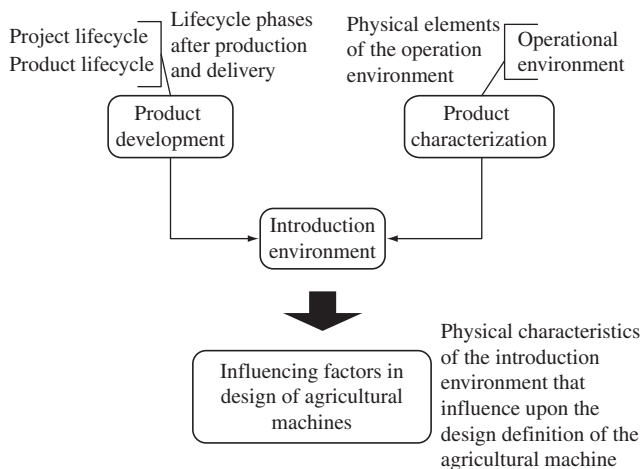 Project lifecycle
Product lifecycle
Lifecycle phases
after production
and delivery
Physical elements
of the operation
environment
Operational
environment
Product
development
Product
characterization
Introduction
environment
Influencing factors in
design of agricultural
machines
Physical characteristics
of the introduction
environment that
influence upon the
design definition of the
agricultural machine